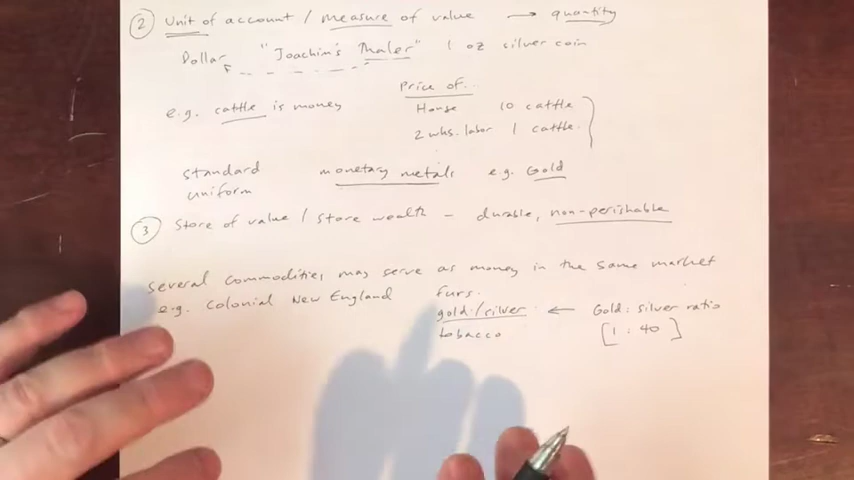 ② Unit of account / measure of value → quantity
Dollar "Joachim's Thaler" 1 oz silver coin
Price of...
e.g. cattle is money House 10 cattle
2 wks. labor 1 cattle.
standard monetary metals e.g. Gold
uniform
③ Store of value / store wealth - durable, non-perishable
several commodities may serve as money in the same market
e.g. Colonial New England furs.
gold/silver ← Gold: silver ratio
tobacco [1 : 40]